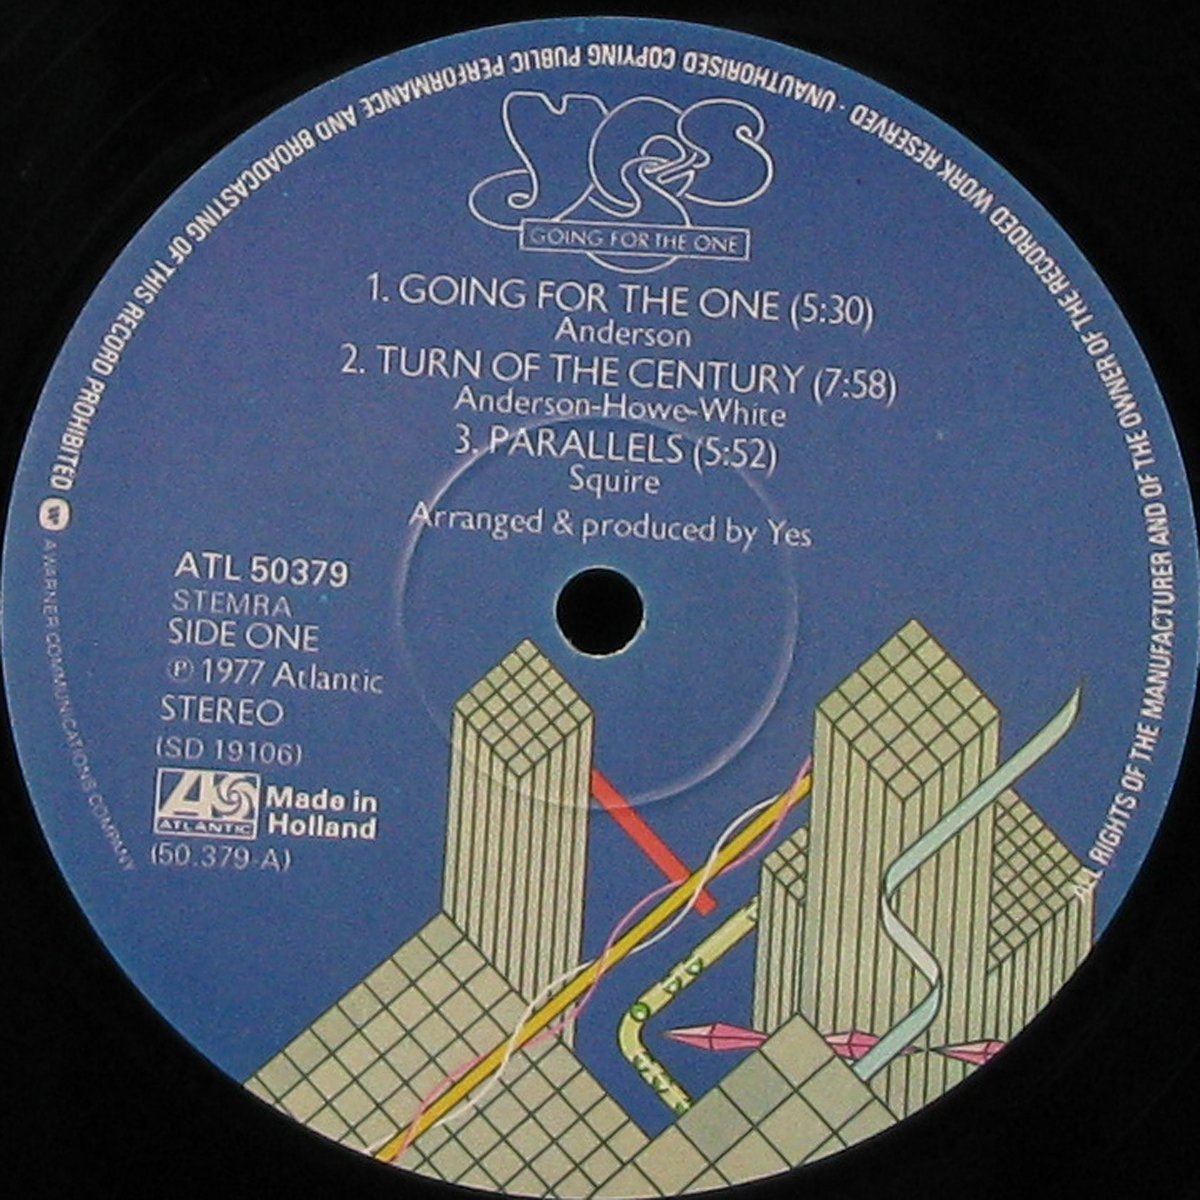 yes
GOING FOR THE ONE
1. GOING FOR THE ONE (5:30)
Anderson
2. TURN OF THE CENTURY (7:58)
Anderson-Howe-White
3. PARALLELS (5:52)
Squire
Arranged & produced by Yes
ATL 50379
STEMRA
SIDE ONE
℗ 1977 Atlantic
STEREO
(SD 19106)
ATLANTIC
Made in
Holland
(50.379-A)
ALL RIGHTS OF THE MANUFACTURER AND OF THE OWNER OF THE RECORDED WORK RESERVED · UNAUTHORISED COPYING PUBLIC PERFORMANCE AND BROADCASTING OF THIS RECORD PROHIBITED
A WARNER COMMUNICATIONS COMPANY